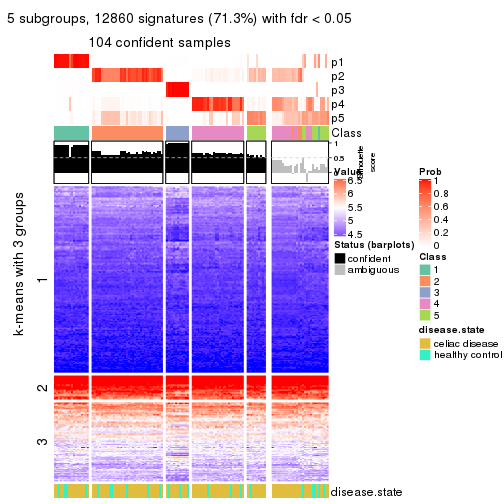 5 subgroups, 12860 signatures (71.3%) with fdr < 0.05
104 confident samples
p1
p2
p3
p4
p5
Class
1
0.5
0
silhouette
score
k-means with 3 groups
1
2
3
Value
6.5
6
5.5
5
4.5
Status (barplots)
confident
ambiguous
Prob
1
0.8
0.6
0.4
0.2
0
Class
1
2
3
4
5
disease.state
celiac disease
healthy control
disease.state